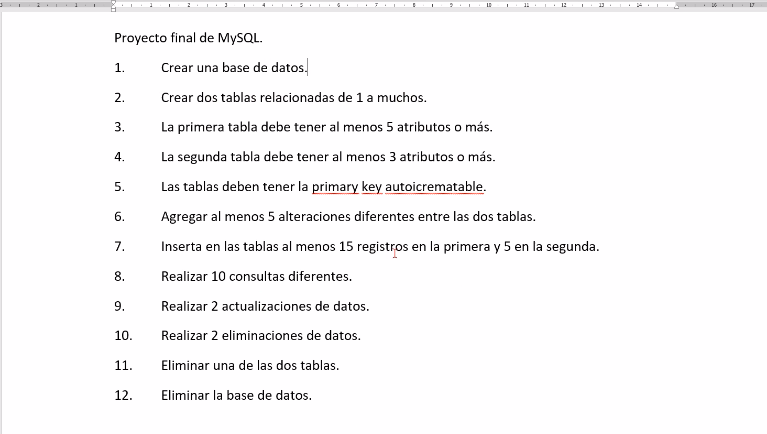 Proyecto final de MySQL.
1. Crear una base de datos.
2. Crear dos tablas relacionadas de 1 a muchos.
3. La primera tabla debe tener al menos 5 atributos o más.
4. La segunda tabla debe tener al menos 3 atributos o más.
5. Las tablas deben tener la primary key autoicrematable.
6. Agregar al menos 5 alteraciones diferentes entre las dos tablas.
7. Inserta en las tablas al menos 15 registros en la primera y 5 en la segunda.
8. Realizar 10 consultas diferentes.
9. Realizar 2 actualizaciones de datos.
10. Realizar 2 eliminaciones de datos.
11. Eliminar una de las dos tablas.
12. Eliminar la base de datos.